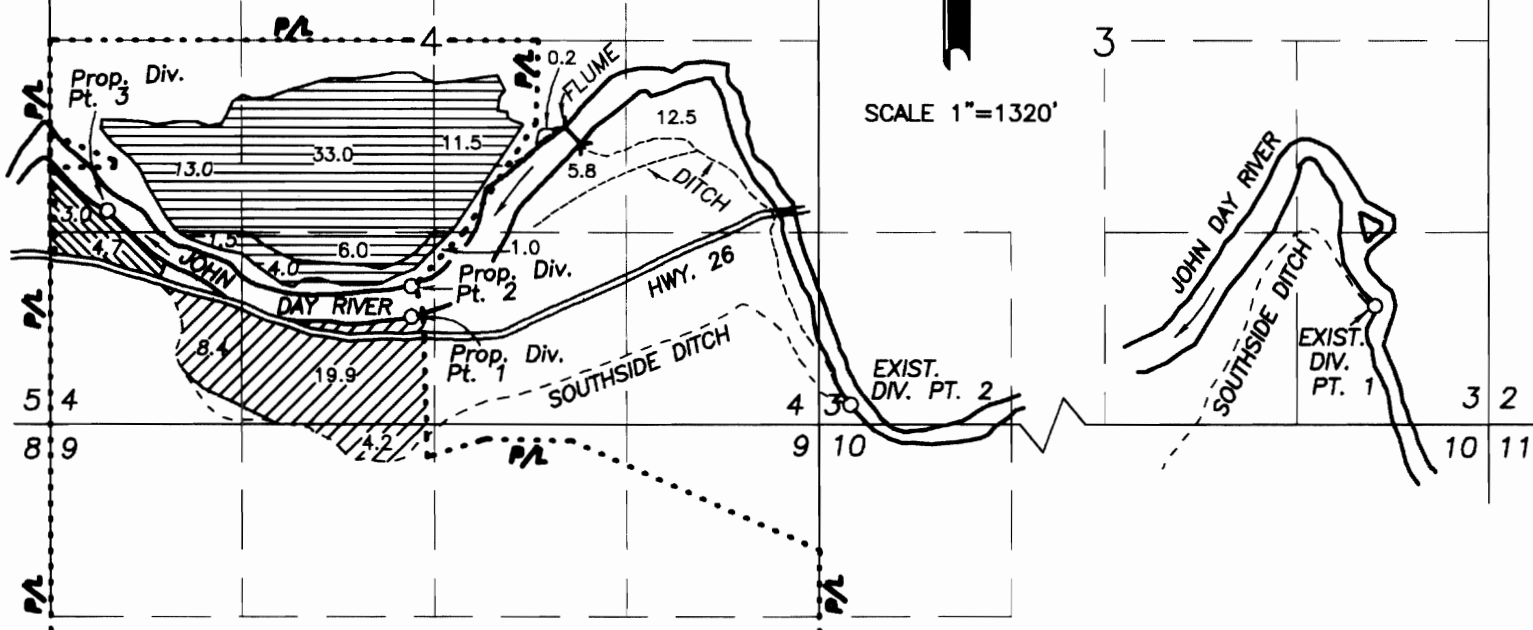 P/L
4
P/L
0.2
FLUME
3
Prop. Div.
Pt. 3
P/L
12.5
SCALE 1"=1320'
11.5
33.0
13.0
5.8
DITCH
JOHN DAY RIVER
3.0
4.7
1.5
6.0
4.0
1.0
JOHN
DAY RIVER
Prop. Div.
Pt. 2
HWY. 26
SOUTHSIDE DITCH
P/L
8.4
19.9
Prop. Div.
Pt. 1
SOUTHSIDE DITCH
EXIST.
DIV. PT. 2
EXIST.
DIV.
PT. 1
5 4
4 3
3 2
8 9
4.2
P/L
9 10
10 11
P/L
P/L